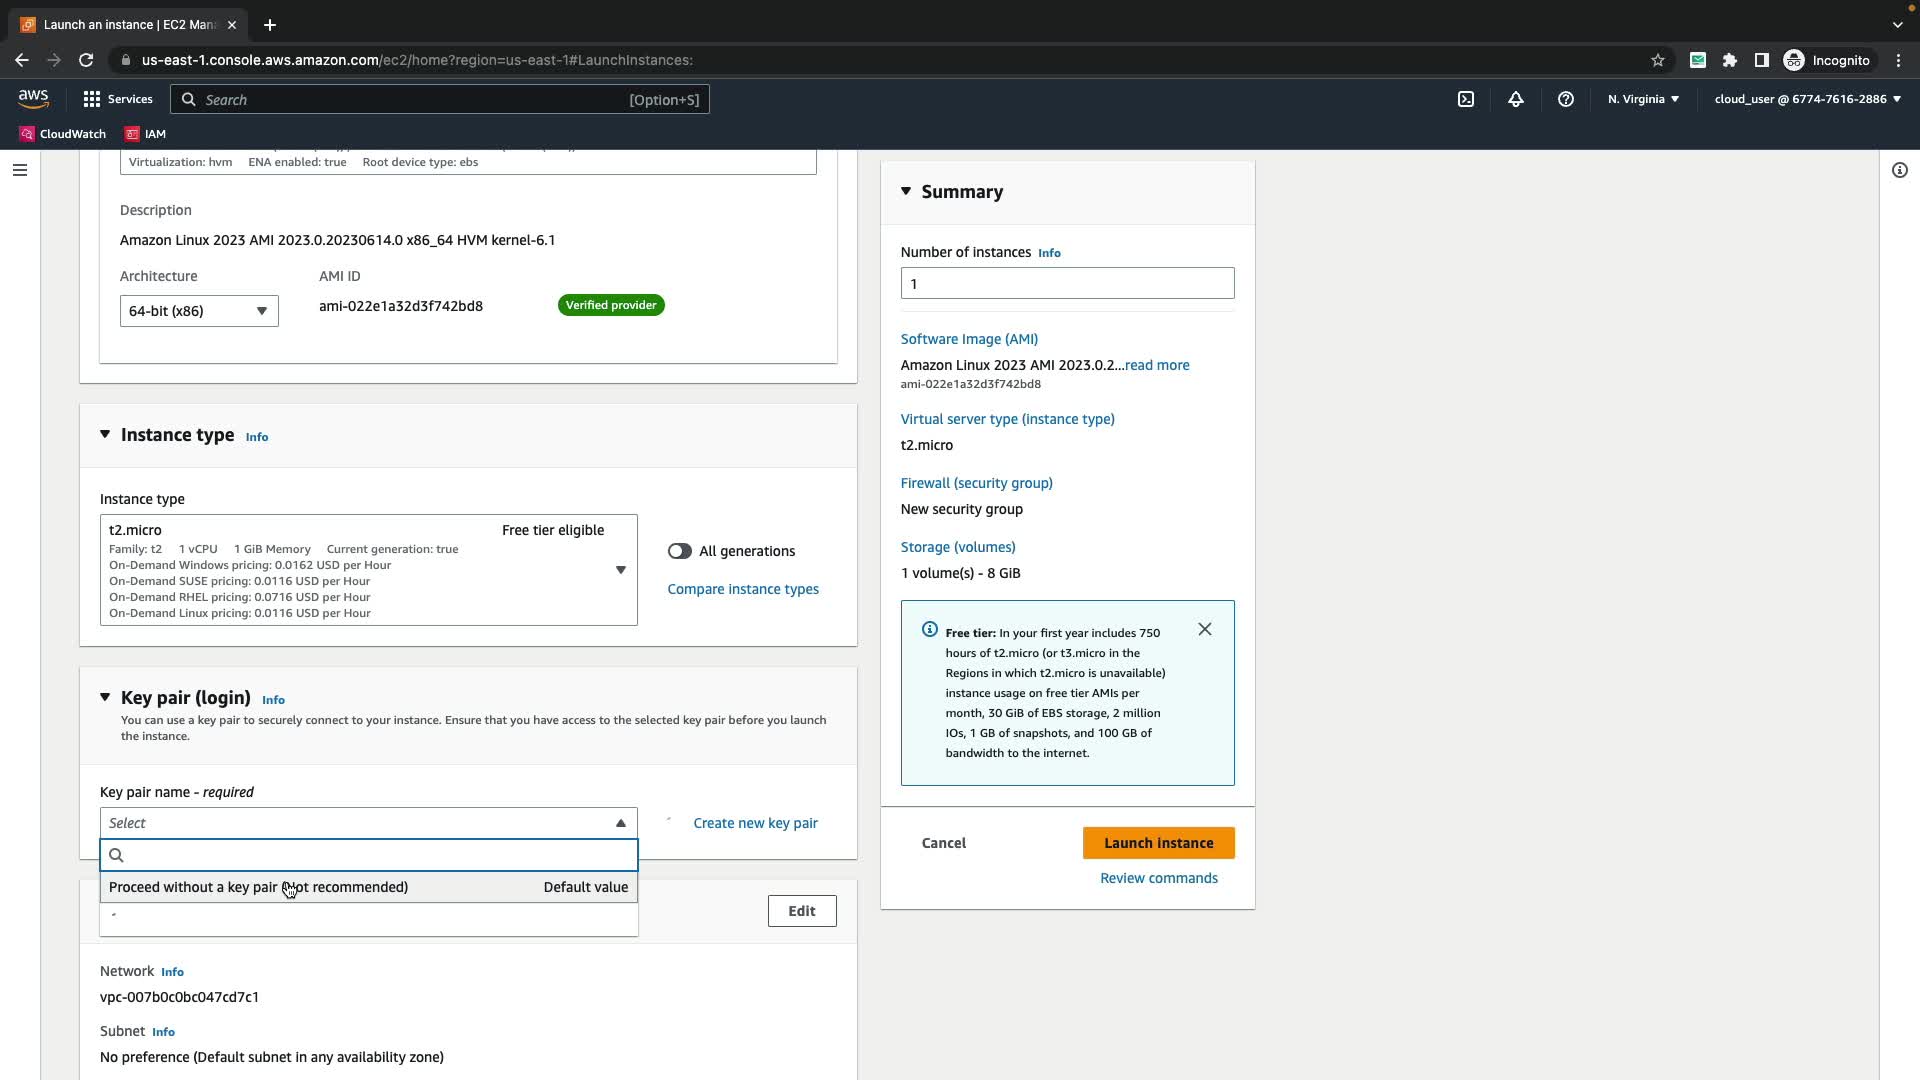 Launch an instance | EC2 Man
us-east-1.console.aws.amazon.com/ec2/home?region=us-east-1#LaunchInstances:
Incognito
aws
Services
Search
[Option+S]
N. Virginia
cloud_user @ 6774-7616-2886
CloudWatch
IAM
Virtualization: hvm ENA enabled: true Root device type: ebs
Description
Amazon Linux 2023 AMI 2023.0.20230614.0 x86_64 HVM kernel-6.1
Architecture
AMI ID
64-bit (x86)
ami-022e1a32d3f742bd8
Verified provider
Instance type Info
Instance type
t2.micro
Free tier eligible
Family: t2 1 vCPU 1 GiB Memory Current generation: true
On-Demand Windows pricing: 0.0162 USD per Hour
On-Demand SUSE pricing: 0.0116 USD per Hour
On-Demand RHEL pricing: 0.0716 USD per Hour
On-Demand Linux pricing: 0.0116 USD per Hour
All generations
Compare instance types
Key pair (login) Info
You can use a key pair to securely connect to your instance. Ensure that you have access to the selected key pair before you launch
the instance.
Key pair name - required
Select
Create new key pair
Proceed without a key pair (Not recommended)
Default value
Edit
Network Info
vpc-007b0c0bc047cd7c1
Subnet Info
No preference (Default subnet in any availability zone)
Summary
Number of instances Info
1
Software Image (AMI)
Amazon Linux 2023 AMI 2023.0.2...read more
ami-022e1a32d3f742bd8
Virtual server type (instance type)
t2.micro
Firewall (security group)
New security group
Storage (volumes)
1 volume(s) - 8 GiB
Free tier: In your first year includes 750
hours of t2.micro (or t3.micro in the
Regions in which t2.micro is unavailable)
instance usage on free tier AMIs per
month, 30 GiB of EBS storage, 2 million
IOs, 1 GB of snapshots, and 100 GB of
bandwidth to the internet.
Cancel
Launch instance
Review commands